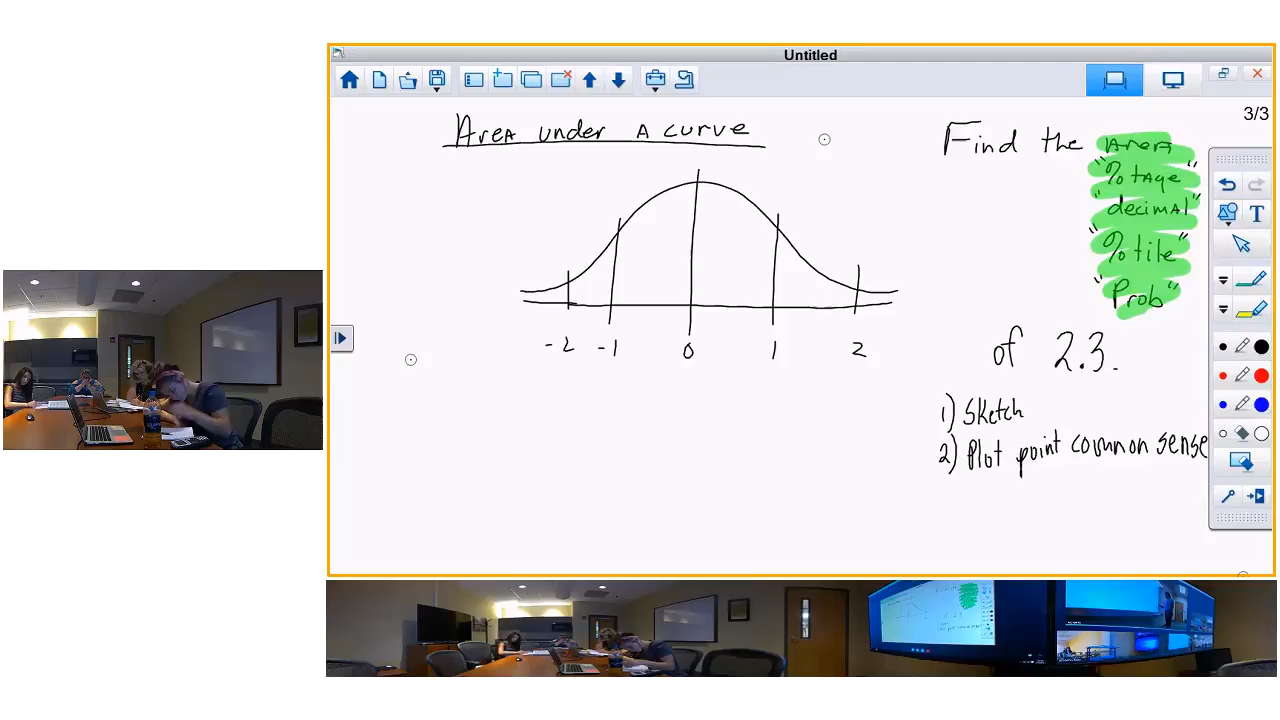 Untitled
3/3
Area under a curve
Find the area
"%tage"
"decimal"
"%tile"
"Prob"
of 2.3.
1) Sketch
2) Plot point common sense
-2 -1 0 1 2
T